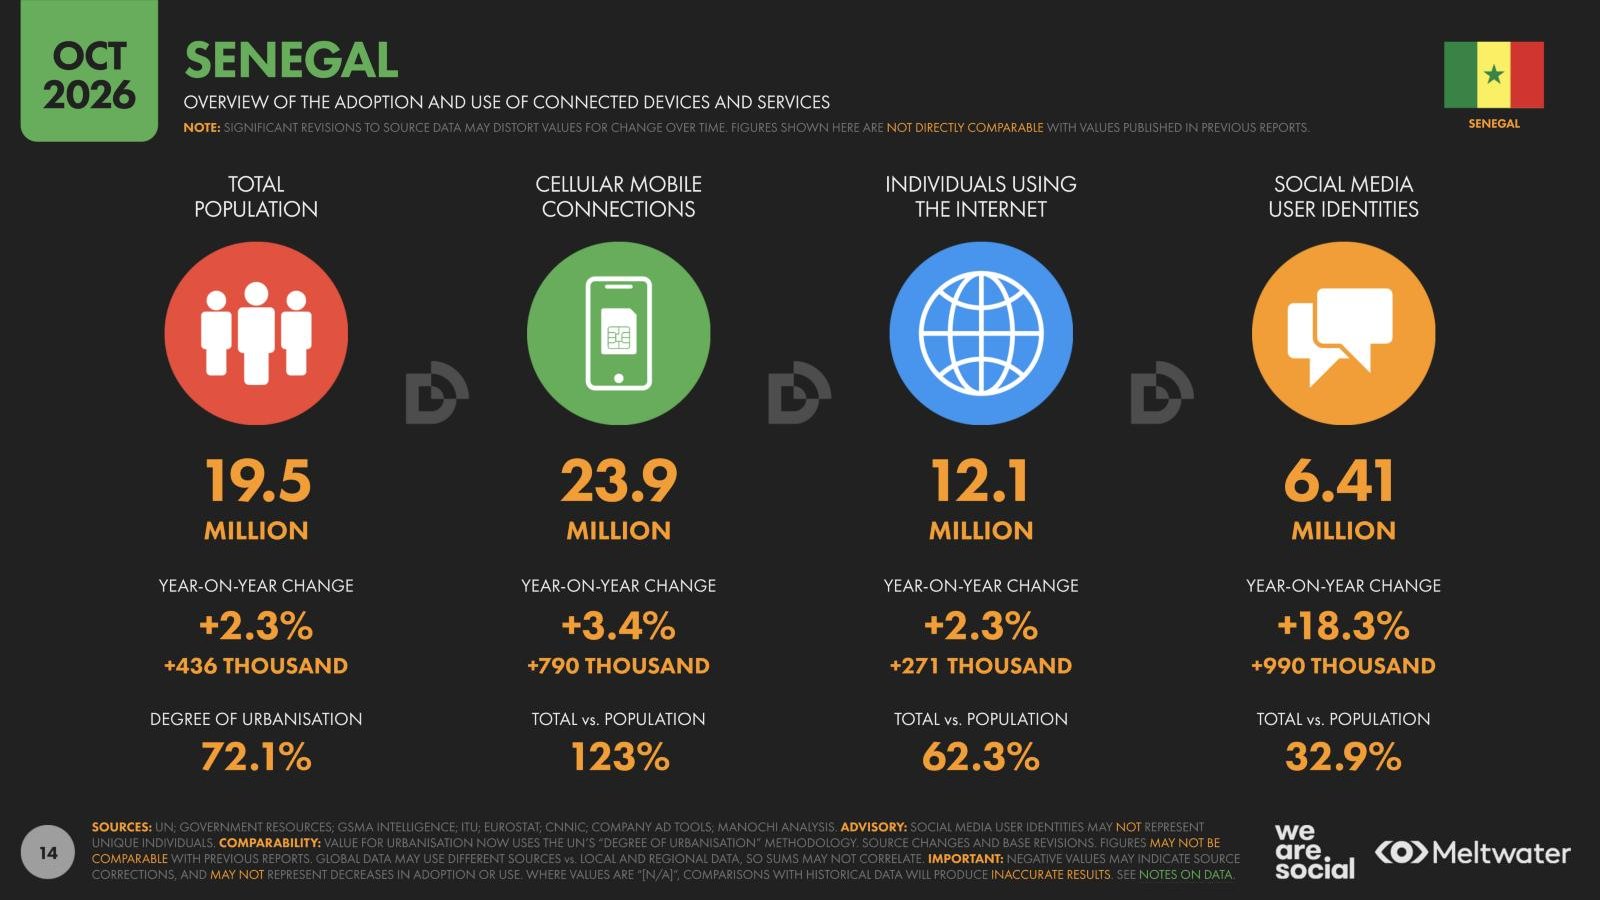 OCT
2026
SENEGAL
OVERVIEW OF THE ADOPTION AND USE OF CONNECTED DEVICES AND SERVICES
NOTE: SIGNIFICANT REVISIONS TO SOURCE DATA MAY DISTORT VALUES FOR CHANGE OVER TIME. FIGURES SHOWN HERE ARE NOT DIRECTLY COMPARABLE WITH VALUES PUBLISHED IN PREVIOUS REPORTS.
SENEGAL
TOTAL
POPULATION
19.5
MILLION
YEAR-ON-YEAR CHANGE
+2.3%
+436 THOUSAND
DEGREE OF URBANISATION
72.1%
CELLULAR MOBILE
CONNECTIONS
23.9
MILLION
YEAR-ON-YEAR CHANGE
+3.4%
+790 THOUSAND
TOTAL vs. POPULATION
123%
INDIVIDUALS USING
THE INTERNET
12.1
MILLION
YEAR-ON-YEAR CHANGE
+2.3%
+271 THOUSAND
TOTAL vs. POPULATION
62.3%
SOCIAL MEDIA
USER IDENTITIES
6.41
MILLION
YEAR-ON-YEAR CHANGE
+18.3%
+990 THOUSAND
TOTAL vs. POPULATION
32.9%
14
SOURCES: UN; GOVERNMENT RESOURCES; GSMA INTELLIGENCE; ITU; EUROSTAT; CNNIC; COMPANY AD TOOLS; MANOCHI ANALYSIS. ADVISORY: SOCIAL MEDIA USER IDENTITIES MAY NOT REPRESENT
UNIQUE INDIVIDUALS. COMPARABILITY: VALUE FOR URBANISATION NOW USES THE UN'S "DEGREE OF URBANISATION" METHODOLOGY. SOURCE CHANGES AND BASE REVISIONS. FIGURES MAY NOT BE
COMPARABLE WITH PREVIOUS REPORTS. GLOBAL DATA MAY USE DIFFERENT SOURCES vs. LOCAL AND REGIONAL DATA, SO SUMS MAY NOT CORRELATE. IMPORTANT: NEGATIVE VALUES MAY INDICATE SOURCE
CORRECTIONS, AND MAY NOT REPRESENT DECREASES IN ADOPTION OR USE. WHERE VALUES ARE "[N/A]", COMPARISONS WITH HISTORICAL DATA WILL PRODUCE INACCURATE RESULTS. SEE NOTES ON DATA.
we
are
social
Meltwater